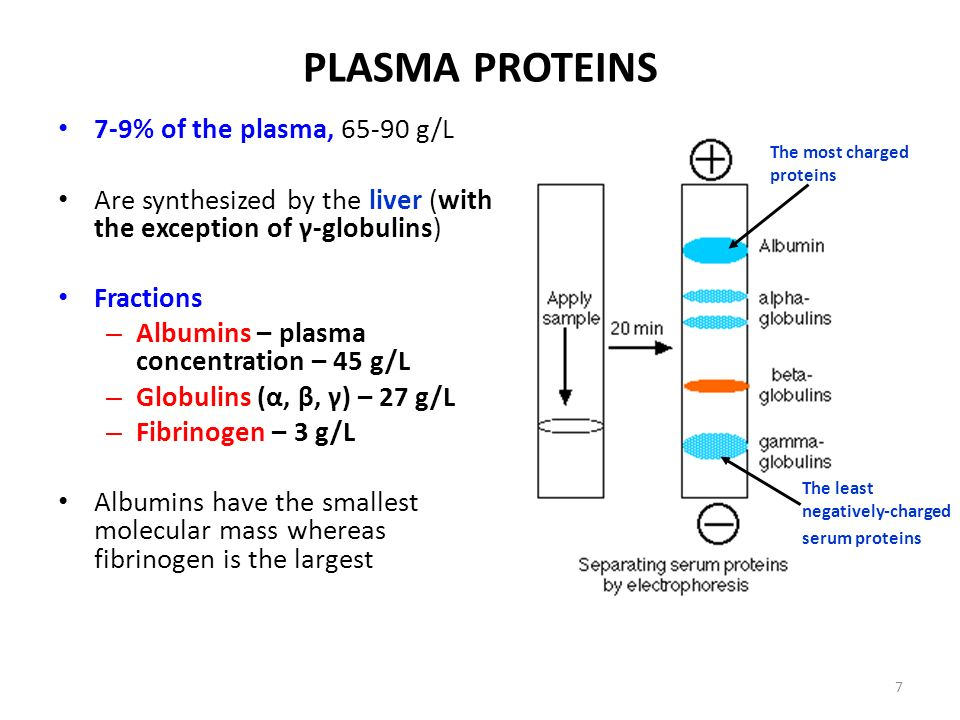 PLASMA PROTEINS
• 7-9% of the plasma, 65-90 g/L
• Are synthesized by the liver (with
the exception of γ-globulins)
• Fractions
– Albumins – plasma
concentration – 45 g/L
– Globulins (α, β, γ) – 27 g/L
– Fibrinogen – 3 g/L
• Albumins have the smallest
molecular mass whereas
fibrinogen is the largest
+
The most charged
proteins
Albumin
alpha-
globulins
Apply
sample
20 min
beta-
globulins
gamma-
globulins
The least
negatively-charged
serum proteins
−
Separating serum proteins
by electrophoresis
7